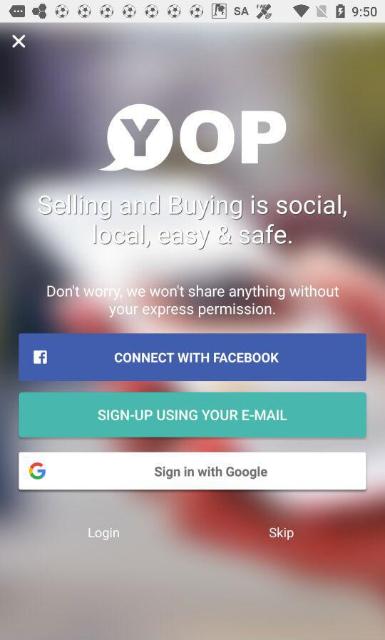 SA 9:50
YOP
Selling and Buying is social,
local, easy & safe.
Don't worry, we won't share anything without
your express permission.
CONNECT WITH FACEBOOK
SIGN-UP USING YOUR E-MAIL
Sign in with Google
Login Skip